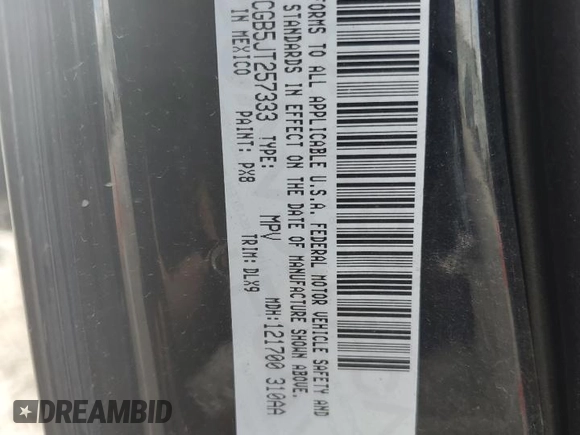 FORMS TO ALL APPLICABLE U.S.A. FEDERAL MOTOR VEHICLE SAFETY AND
STANDARDS IN EFFECT ON THE DATE OF MANUFACTURE SHOWN ABOVE.
CGB5JT257333 TYPE: MPV MDH:121700 310AA
IN MEXICO PAINT: PX8 TRIM:DLX9
DREAMBID